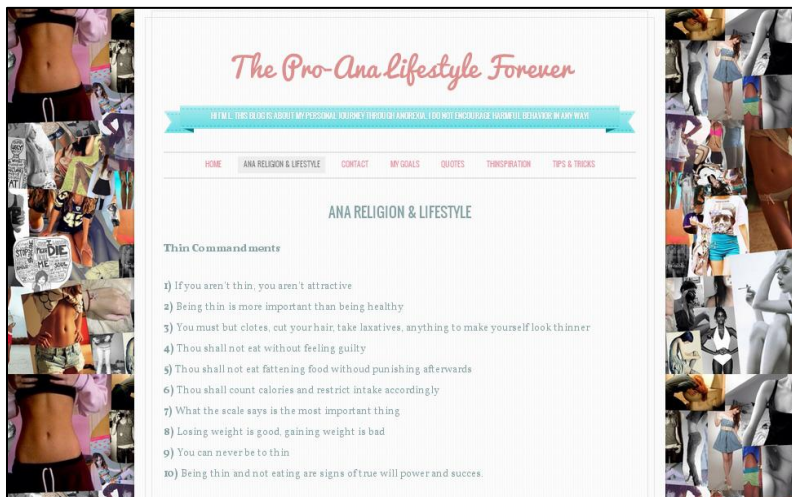 The Pro-Ana Lifestyle Forever
HI I'M L, THIS BLOG IS ABOUT MY PERSONAL JOURNEY THROUGH ANOREXIA. I DO NOT ENCOURAGE HARMFUL BEHAVIOR IN ANY WAY!
HOME ANA RELIGION & LIFESTYLE CONTACT MY GOALS QUOTES THINSPIRATION TIPS & TRICKS
ANA RELIGION & LIFESTYLE
Thin Commandments
1) If you aren't thin, you aren't attractive
2) Being thin is more important than being healthy
3) You must but clotes, cut your hair, take laxatives, anything to make yourself look thinner
4) Thou shall not eat without feeling guilty
5) Thou shall not eat fattening food withoud punishing afterwards
6) Thou shall count calories and restrict intake accordingly
7) What the scale says is the most important thing
8) Losing weight is good, gaining weight is bad
9) You can never be to thin
10) Being thin and not eating are signs of true will power and succes.